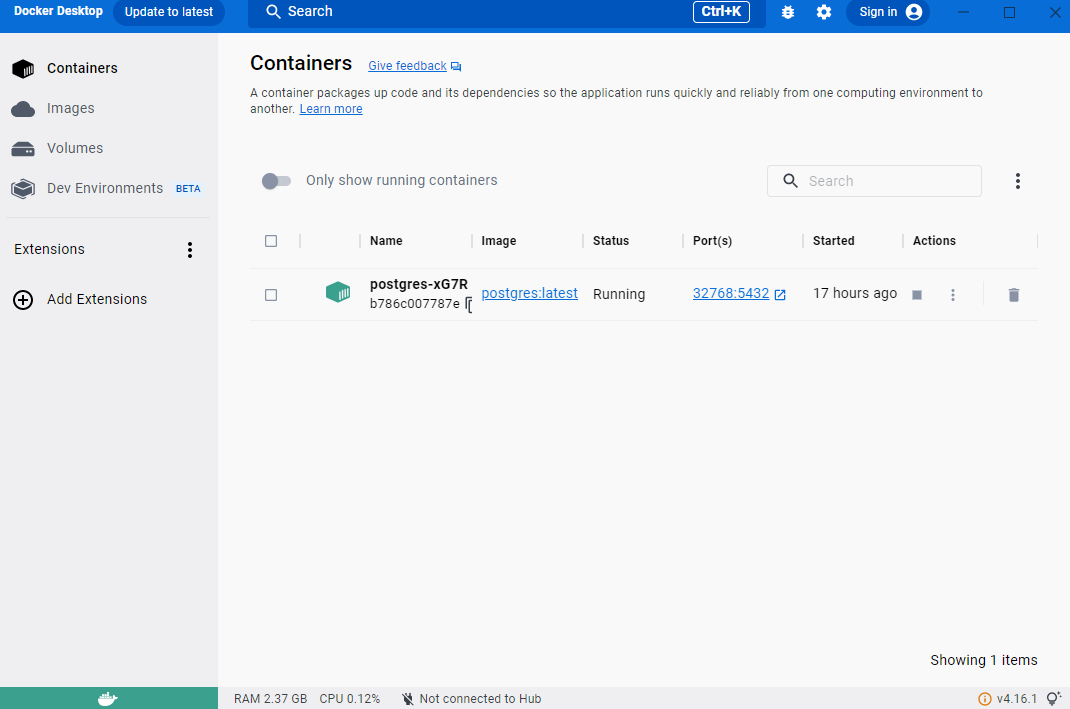 Docker Desktop Update to latest Search Ctrl+K Sign in
Containers
Images
Volumes
Dev Environments BETA
Extensions
Add Extensions
Containers Give feedback
A container packages up code and its dependencies so the application runs quickly and reliably from one computing environment to
another. Learn more
Only show running containers Search
Name Image Status Port(s) Started Actions
postgres-xG7R
b786c007787e
postgres:latest Running 32768:5432 17 hours ago
Showing 1 items
RAM 2.37 GB CPU 0.12% Not connected to Hub v4.16.1